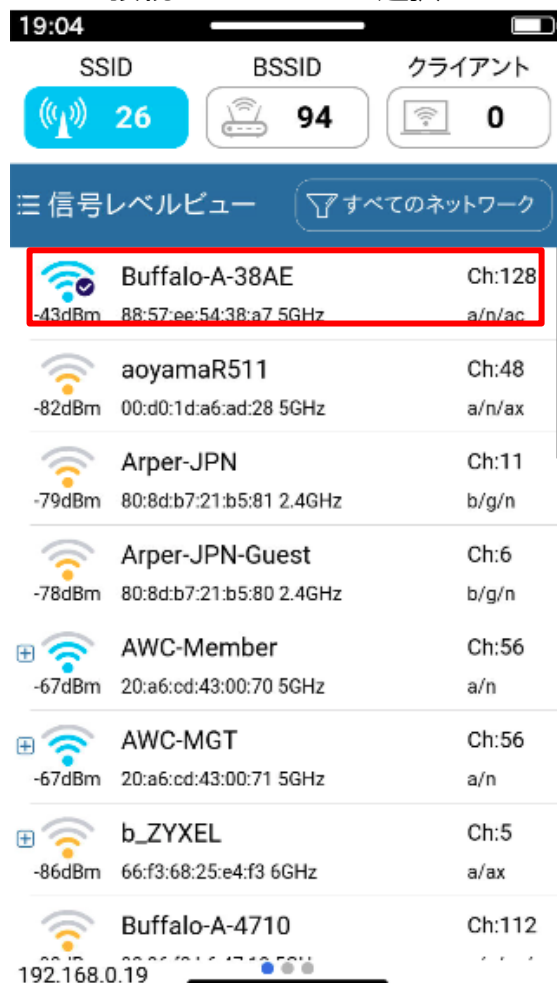 19:04
SSID BSSID クライアント
26 94 0
信号レベルビュー すべてのネットワーク
Buffalo-A-38AE Ch:128
-43dBm 88:57:ee:54:38:a7 5GHz a/n/ac
aoyamaR511 Ch:48
-82dBm 00:d0:1d:a6:ad:28 5GHz a/n/ax
Arper-JPN Ch:11
-79dBm 80:8d:b7:21:b5:81 2.4GHz b/g/n
Arper-JPN-Guest Ch:6
-78dBm 80:8d:b7:21:b5:80 2.4GHz b/g/n
AWC-Member Ch:56
-67dBm 20:a6:cd:43:00:70 5GHz a/n
AWC-MGT Ch:56
-67dBm 20:a6:cd:43:00:71 5GHz a/n
b_ZYXEL Ch:5
-86dBm 66:f3:68:25:e4:f3 6GHz a/ax
Buffalo-A-4710 Ch:112
192.168.0.19